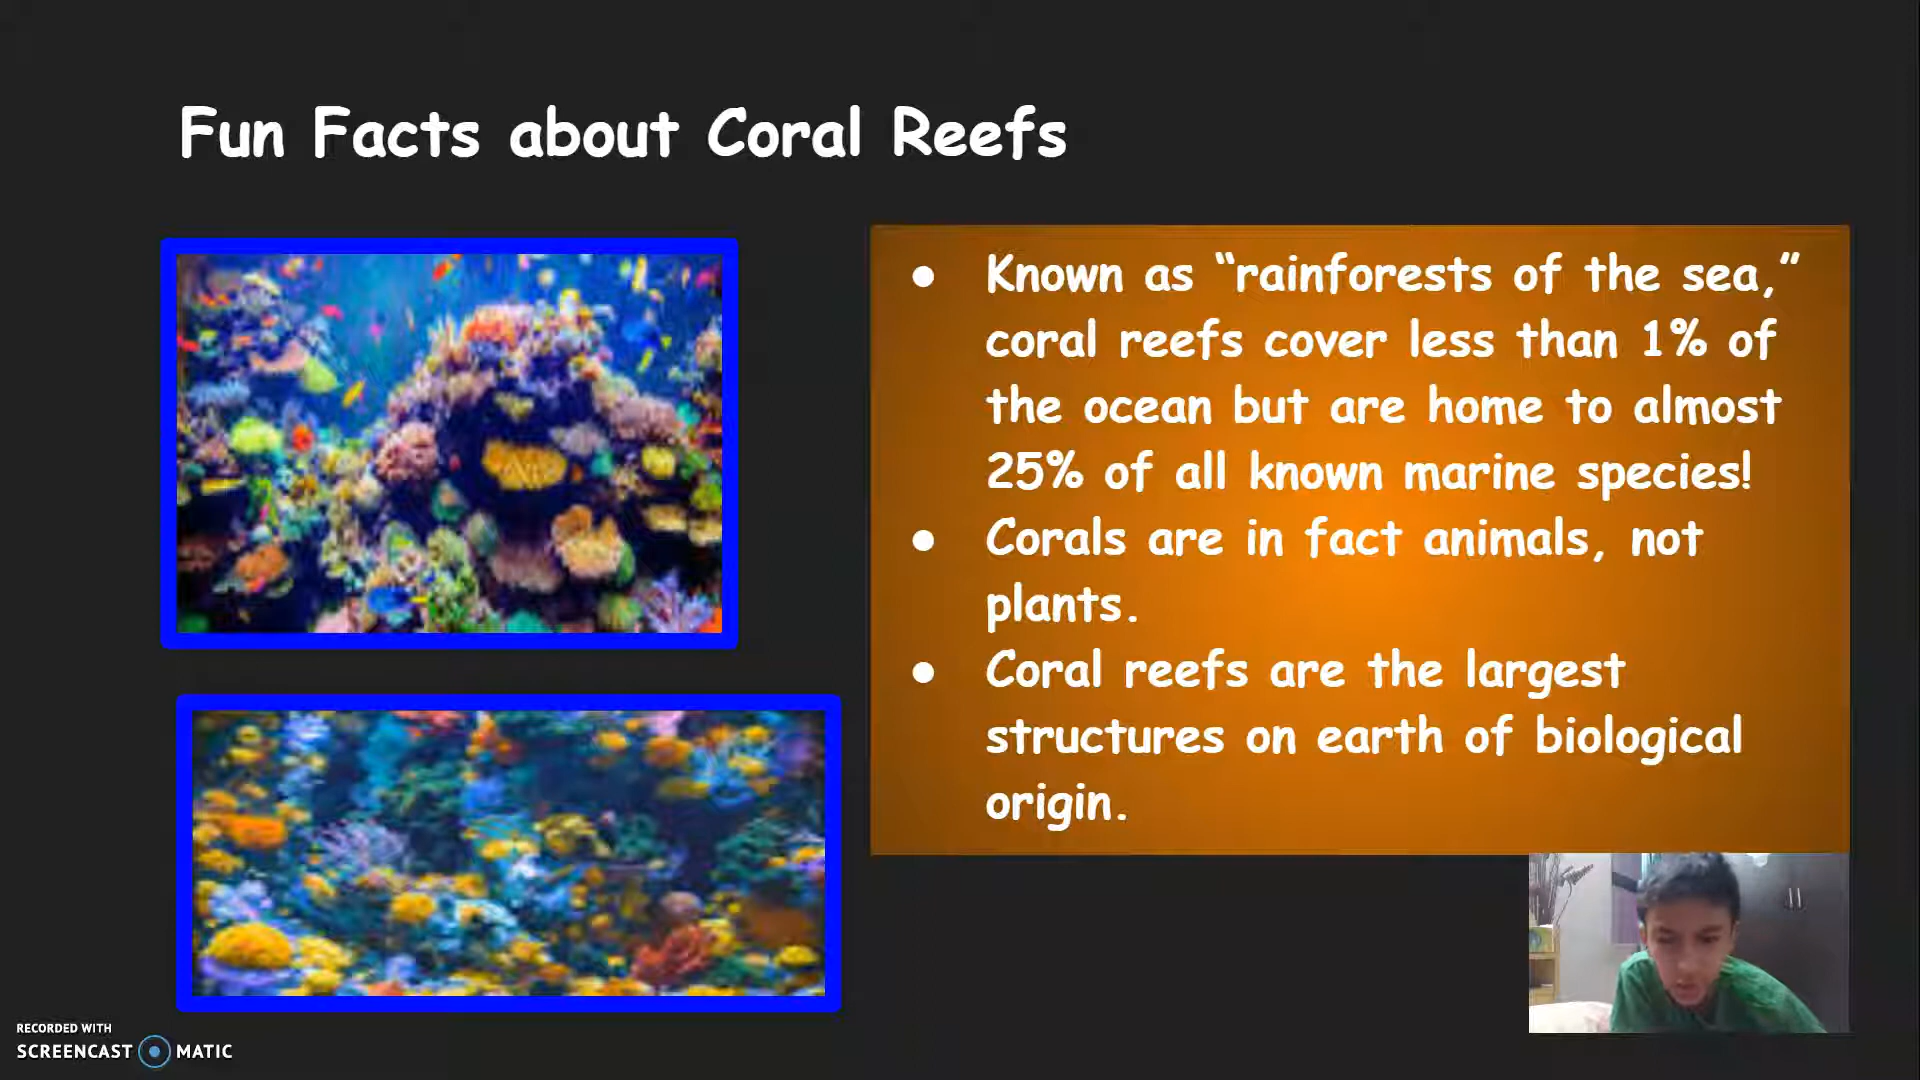 Fun Facts about Coral Reefs
● Known as “rainforests of the sea,”
coral reefs cover less than 1% of
the ocean but are home to almost
25% of all known marine species!
● Corals are in fact animals, not
plants.
● Coral reefs are the largest
structures on earth of biological
origin.
RECORDED WITH
SCREENCAST MATIC